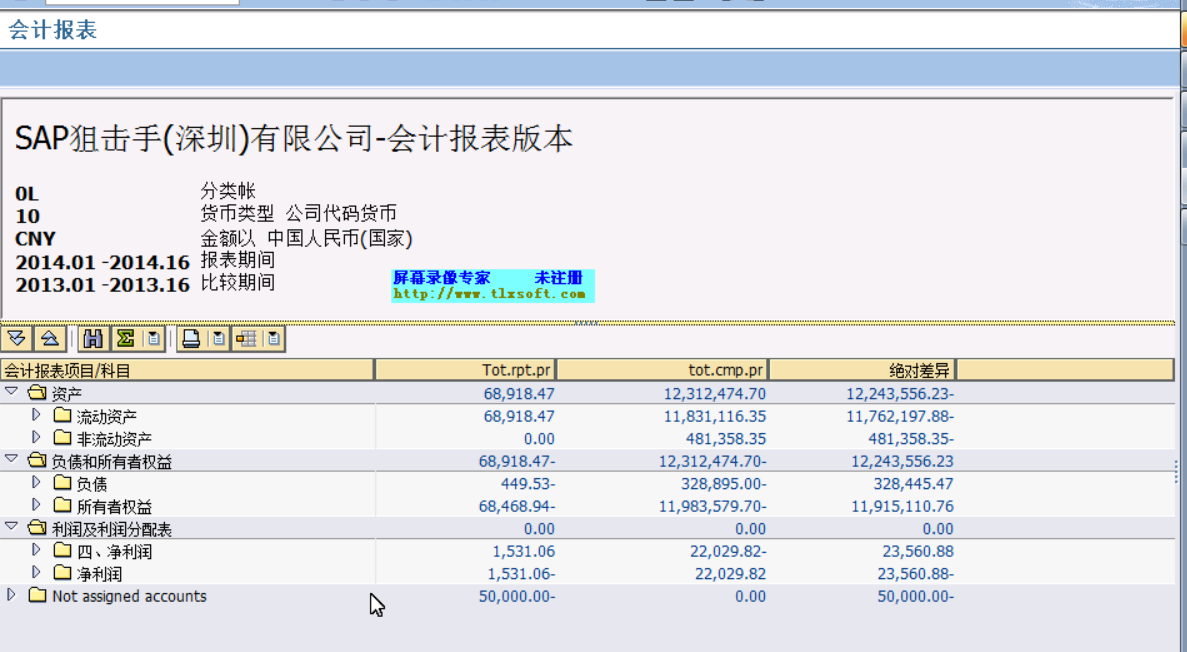 会计报表
SAP狙击手(深圳)有限公司-会计报表版本
0L 分类帐
10 货币类型 公司代码货币
CNY 金额以 中国人民币(国家)
2014.01 -2014.16 报表期间
2013.01 -2013.16 比较期间
屏幕录像专家 未注册
http://www.tlxsoft.com
会计报表项目/科目 Tot.rpt.pr tot.cmp.pr 绝对差异
资产 68,918.47 12,312,474.70 12,243,556.23-
流动资产 68,918.47 11,831,116.35 11,762,197.88-
非流动资产 0.00 481,358.35 481,358.35-
负债和所有者权益 68,918.47- 12,312,474.70- 12,243,556.23
负债 449.53- 328,895.00- 328,445.47
所有者权益 68,468.94- 11,983,579.70- 11,915,110.76
利润及利润分配表 0.00 0.00 0.00
四、净利润 1,531.06 22,029.82- 23,560.88
净利润 1,531.06- 22,029.82 23,560.88-
Not assigned accounts 50,000.00- 0.00 50,000.00-